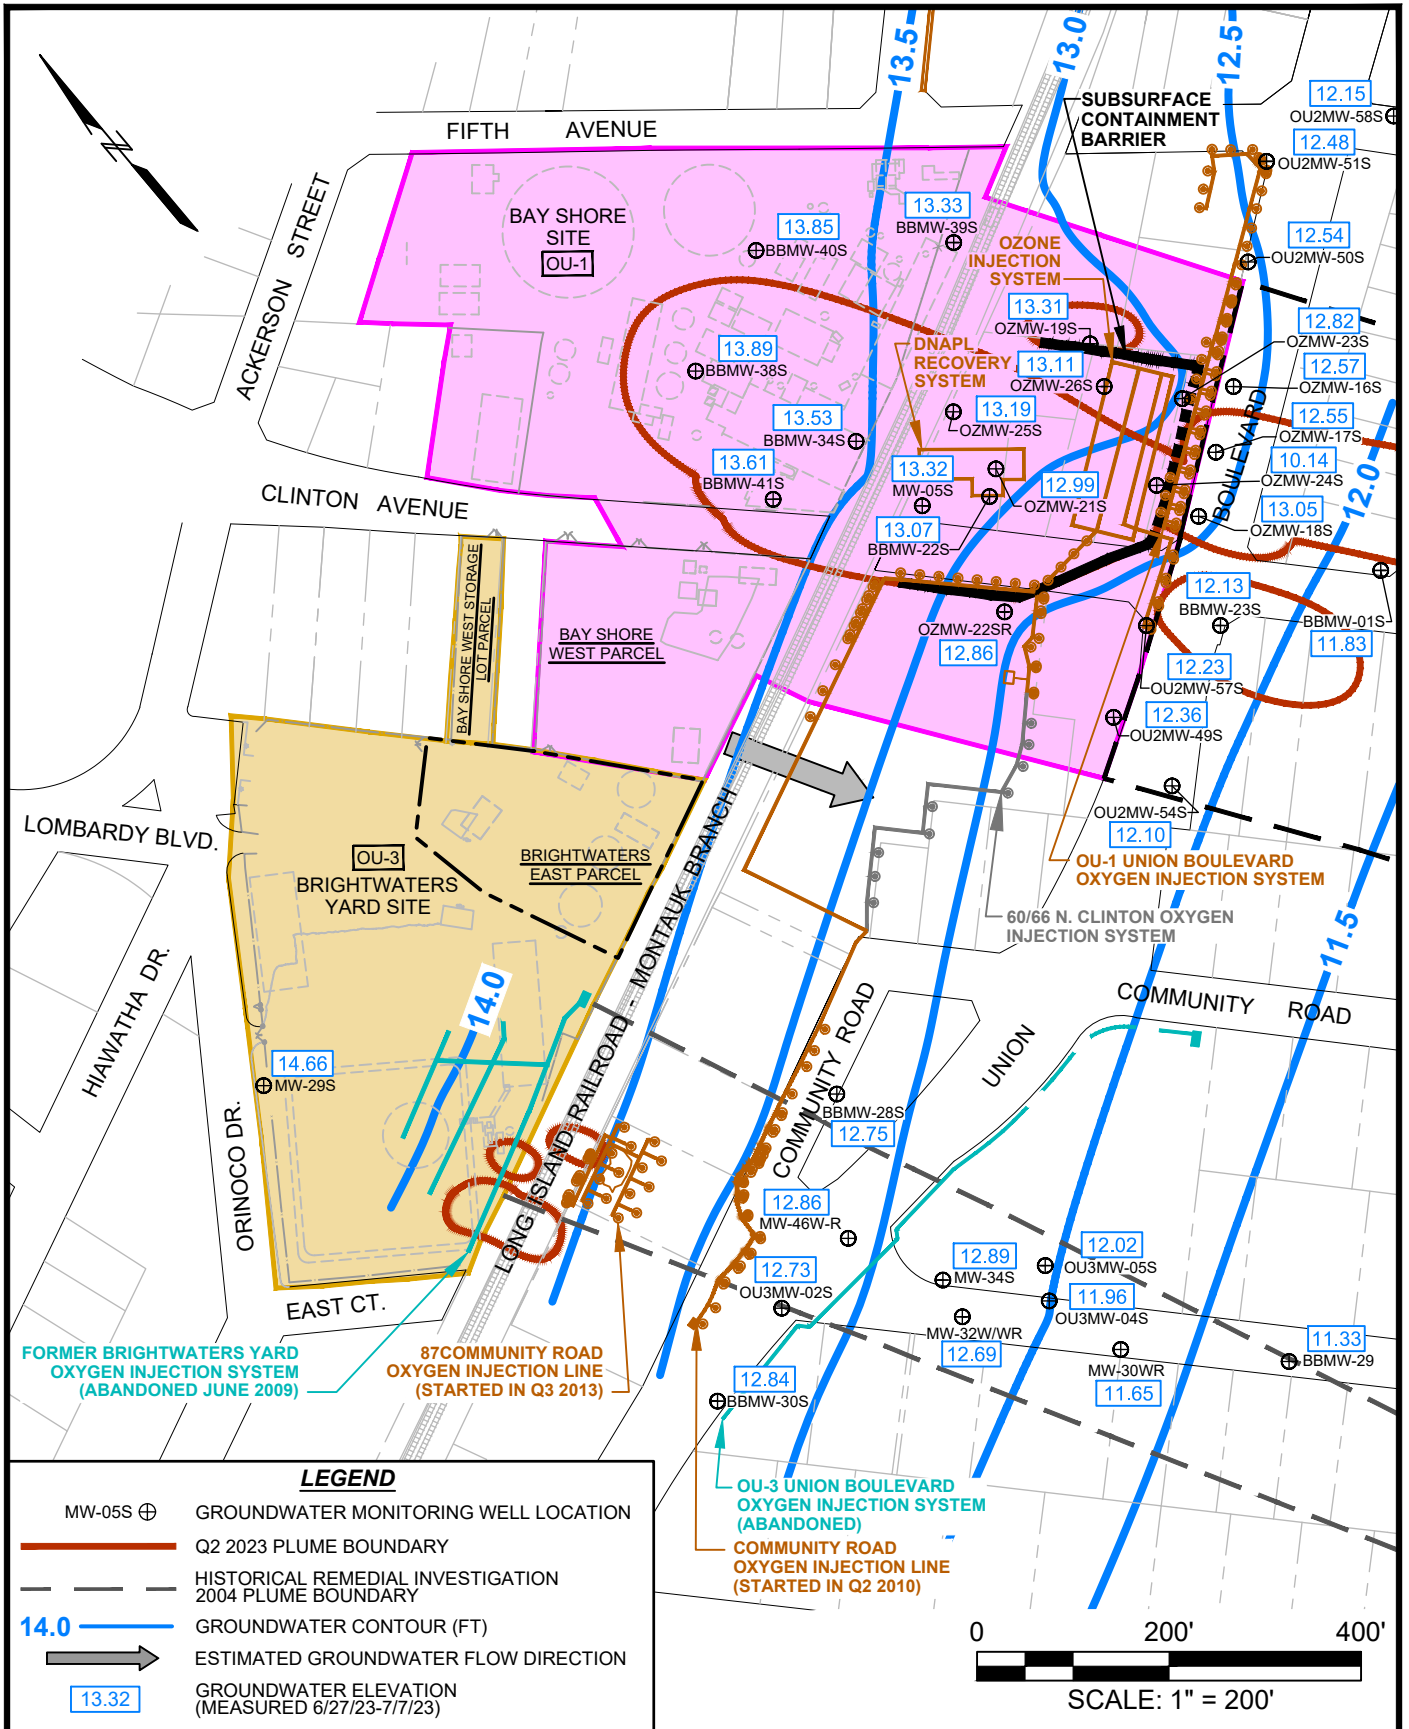 13.5
13.0
12.5
SUBSURFACE
CONTAINMENT
BARRIER
12.15
OU2MW-58S
FIFTH AVENUE
12.48
OU2MW-51S
N
ACKERSON STREET
BAY SHORE
SITE
OU-1
13.85
BBMW-40S
13.33
BBMW-39S
OZONE
INJECTION
SYSTEM
12.54
OU2MW-50S
13.31
OZMW-19S
12.82
OZMW-23S
DNAPL
RECOVERY
SYSTEM
13.11
OZMW-26S
12.57
OZMW-16S
13.89
BBMW-38S
13.19
OZMW-25S
12.55
OZMW-17S
13.53
BBMW-34S
BOULEVARD
10.14
OZMW-24S
13.61
BBMW-41S
13.32
MW-05S
12.99
OZMW-21S
12.0
13.05
OZMW-18S
CLINTON AVENUE
13.07
BBMW-22S
12.13
BBMW-23S
BBMW-01S
11.83
BAY SHORE WEST STORAGE
LOT PARCEL
BAY SHORE
WEST PARCEL
OZMW-22SR
12.86
12.23
OU2MW-57S
12.36
OU2MW-49S
OU2MW-54S
12.10
LOMBARDY BLVD.
OU-3
BRIGHTWATERS
YARD SITE
BRIGHTWATERS
EAST PARCEL
OU-1 UNION BOULEVARD
OXYGEN INJECTION SYSTEM
60/66 N. CLINTON OXYGEN
INJECTION SYSTEM
11.5
LONG ISLAND RAILROAD - MONTAUK BRANCH
HIAWATHA DR.
14.0
COMMUNITY ROAD
COMMUNITY ROAD
UNION
14.66
MW-29S
ORINOCO DR.
BBMW-28S
12.75
12.86
MW-46W-R
12.89
MW-34S
12.02
OU3MW-05S
12.73
OU3MW-02S
11.96
OU3MW-04S
EAST CT.
MW-32W/WR
12.69
11.33
BBMW-29
MW-30WR
11.65
FORMER BRIGHTWATERS YARD
OXYGEN INJECTION SYSTEM
(ABANDONED JUNE 2009)
87COMMUNITY ROAD
OXYGEN INJECTION LINE
(STARTED IN Q3 2013)
12.84
BBMW-30S
OU-3 UNION BOULEVARD
OXYGEN INJECTION SYSTEM
(ABANDONED)
COMMUNITY ROAD
OXYGEN INJECTION LINE
(STARTED IN Q2 2010)
LEGEND
MW-05S GROUNDWATER MONITORING WELL LOCATION
Q2 2023 PLUME BOUNDARY
HISTORICAL REMEDIAL INVESTIGATION
2004 PLUME BOUNDARY
14.0 GROUNDWATER CONTOUR (FT)
ESTIMATED GROUNDWATER FLOW DIRECTION
13.32 GROUNDWATER ELEVATION
(MEASURED 6/27/23-7/7/23)
0 200' 400'
SCALE: 1" = 200'